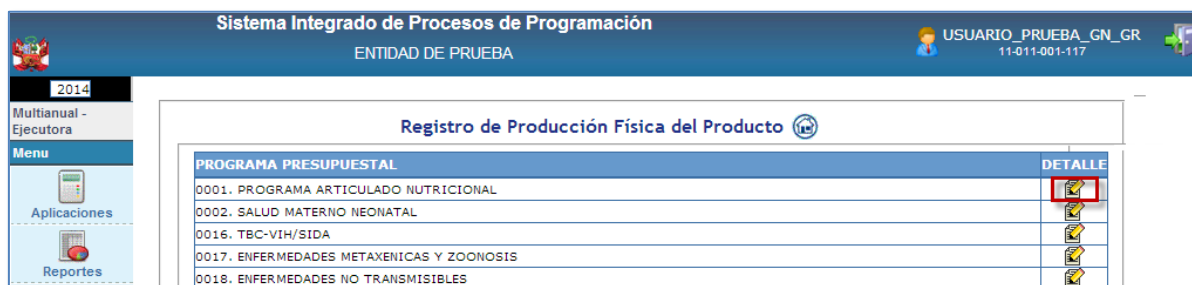 Sistema Integrado de Procesos de Programación
ENTIDAD DE PRUEBA
USUARIO_PRUEBA_GN_GR
11-011-001-117
2014
Multianual -
Ejecutora
Menu
Aplicaciones
Reportes
Registro de Producción Física del Producto
PROGRAMA PRESUPUESTAL DETALLE
0001. PROGRAMA ARTICULADO NUTRICIONAL
0002. SALUD MATERNO NEONATAL
0016. TBC-VIH/SIDA
0017. ENFERMEDADES METAXENICAS Y ZOONOSIS
0018. ENFERMEDADES NO TRANSMISIBLES